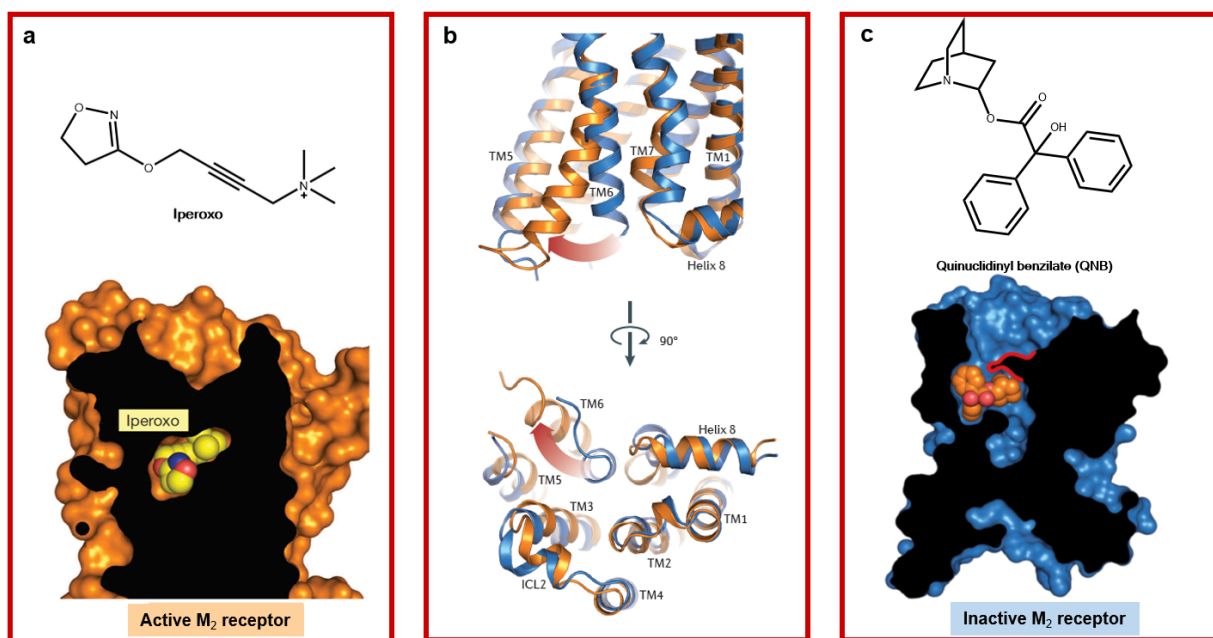 a
O
N
O
N
+
Iperoxo
Iperoxo
Active M₂ receptor
b
TM5
TM7
TM1
TM6
Helix 8
90°
TM6
Helix 8
TM5
TM3
TM1
TM2
ICL2
TM4
c
N
O
O
OH
Quinuclidinyl benzilate (QNB)
Inactive M₂ receptor